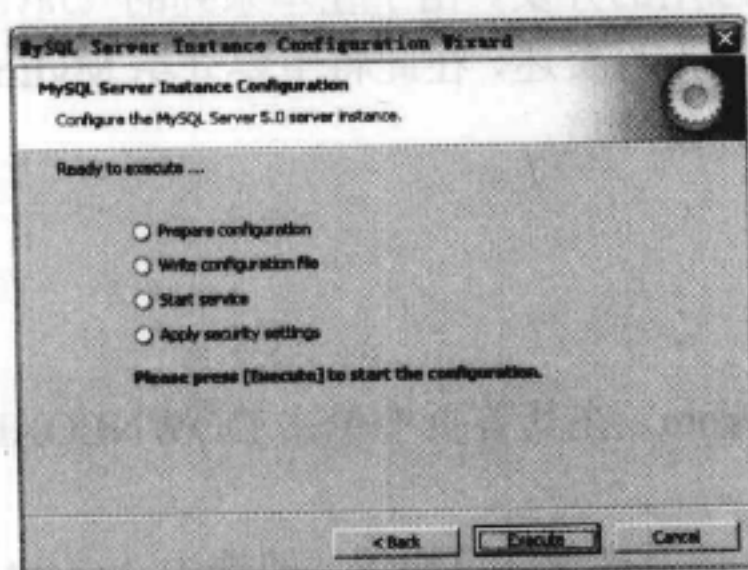 MySQL Server Instance Configuration Wizard
MySQL Server Instance Configuration
Configure the MySQL Server 5.0 server instance.
Ready to execute ...
Prepare configuration
Write configuration file
Start service
Apply security settings
Please press [Execute] to start the configuration.
< Back
Execute
Cancel